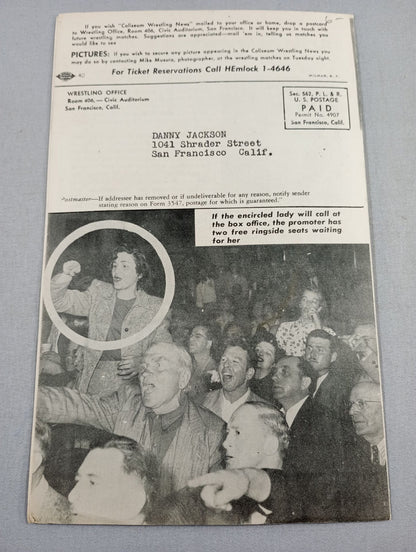 If you wish "Coliseum Wrestling News" mailed to your office or home, drop a postcard
to Wrestling Office, Room 606, Civic Auditorium, San Francisco. It will keep you in touch with
future wrestling matches. Suggestions are appreciated—mail 'em in, telling us matches you
would like to see
PICTURES: If you wish to secure any picture appearing in the Coliseum Wrestling News you
may do so by contacting Mike Musura, photographer, at the wrestling matches on Tuesday night.
40
For Ticket Reservations Call HEmlock 1-4646
WRESTLING OFFICE
Room 606, — Civic Auditorium
San Francisco, Calif.
Sec. 562, P. L. & R.
U. S. POSTAGE
PAID
Permit No. 4907
San Francisco, Calif.
DANNY JACKSON
1041 Shrader Street
San Francisco Calif.
Postmaster—If addressee has removed or if undeliverable for any reason, notify sender
stating reason on Form 3547, postage for which is guaranteed."
If the encircled lady will call at
the box office, the promoter has
two free ringside seats waiting
for her